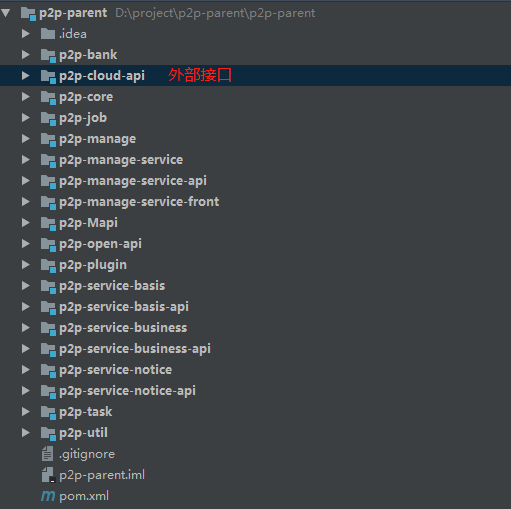 p2p-parent D:\project\p2p-parent\p2p-parent
.idea
p2p-bank
p2p-cloud-api 外部接口
p2p-core
p2p-job
p2p-manage
p2p-manage-service
p2p-manage-service-api
p2p-manage-service-front
p2p-Mapi
p2p-open-api
p2p-plugin
p2p-service-basis
p2p-service-basis-api
p2p-service-business
p2p-service-business-api
p2p-service-notice
p2p-service-notice-api
p2p-task
p2p-util
.gitignore
p2p-parent.iml
pom.xml